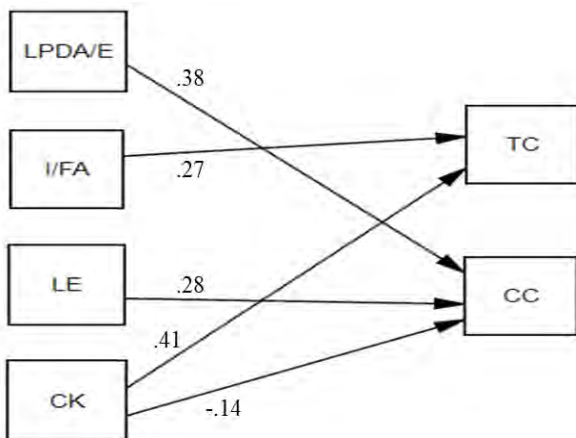 LPDA/E
.38
TC
I/FA
.27
LE
.28
CC
.41
CK
-.14